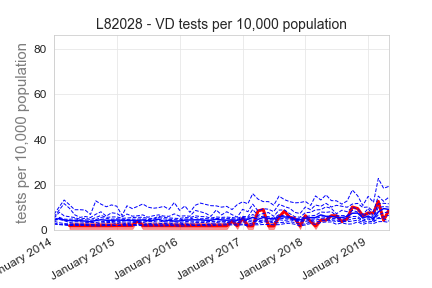 L82028 - VD tests per 10,000 population
tests per 10,000 population
80
60
40
20
0
January 2015
January 2016
January 2017
January 2018
January 2019
2014